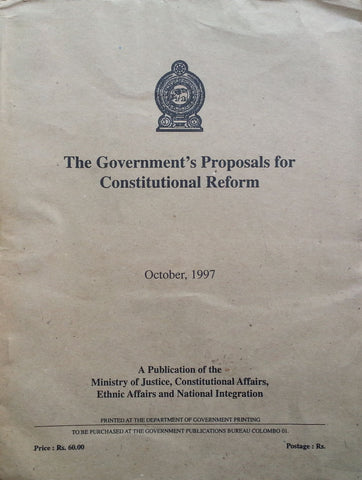 The Government's Proposals for
Constitutional Reform
October, 1997
A Publication of the
Ministry of Justice, Constitutional Affairs,
Ethnic Affairs and National Integration
PRINTED AT THE DEPARTMENT OF GOVERNMENT PRINTING
TO BE PURCHASED AT THE GOVERNMENT PUBLICATIONS BUREAU COLOMBO 01.
Price : Rs. 60.00 Postage : Rs.